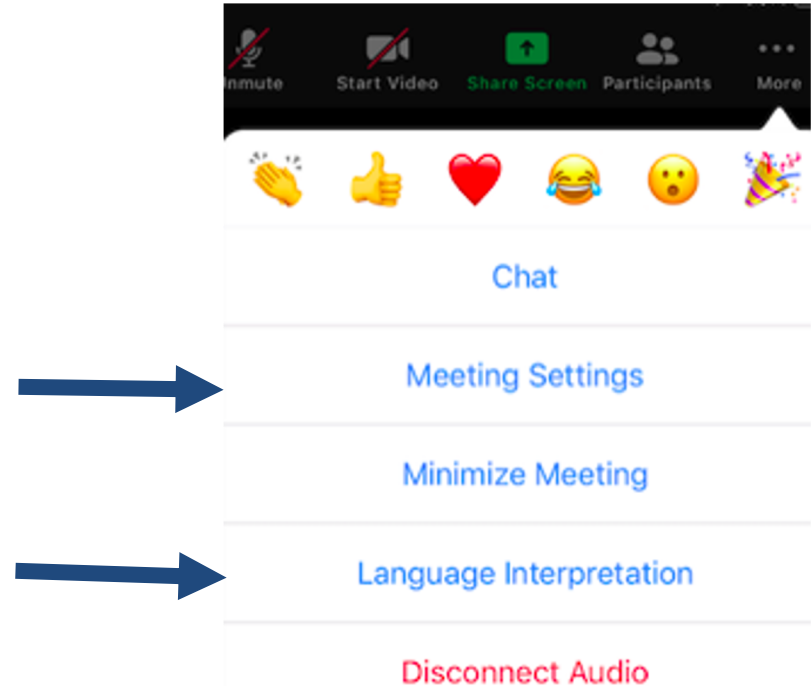 nmute Start Video Share Screen Participants More
Chat
Meeting Settings
Minimize Meeting
Language Interpretation
Disconnect Audio